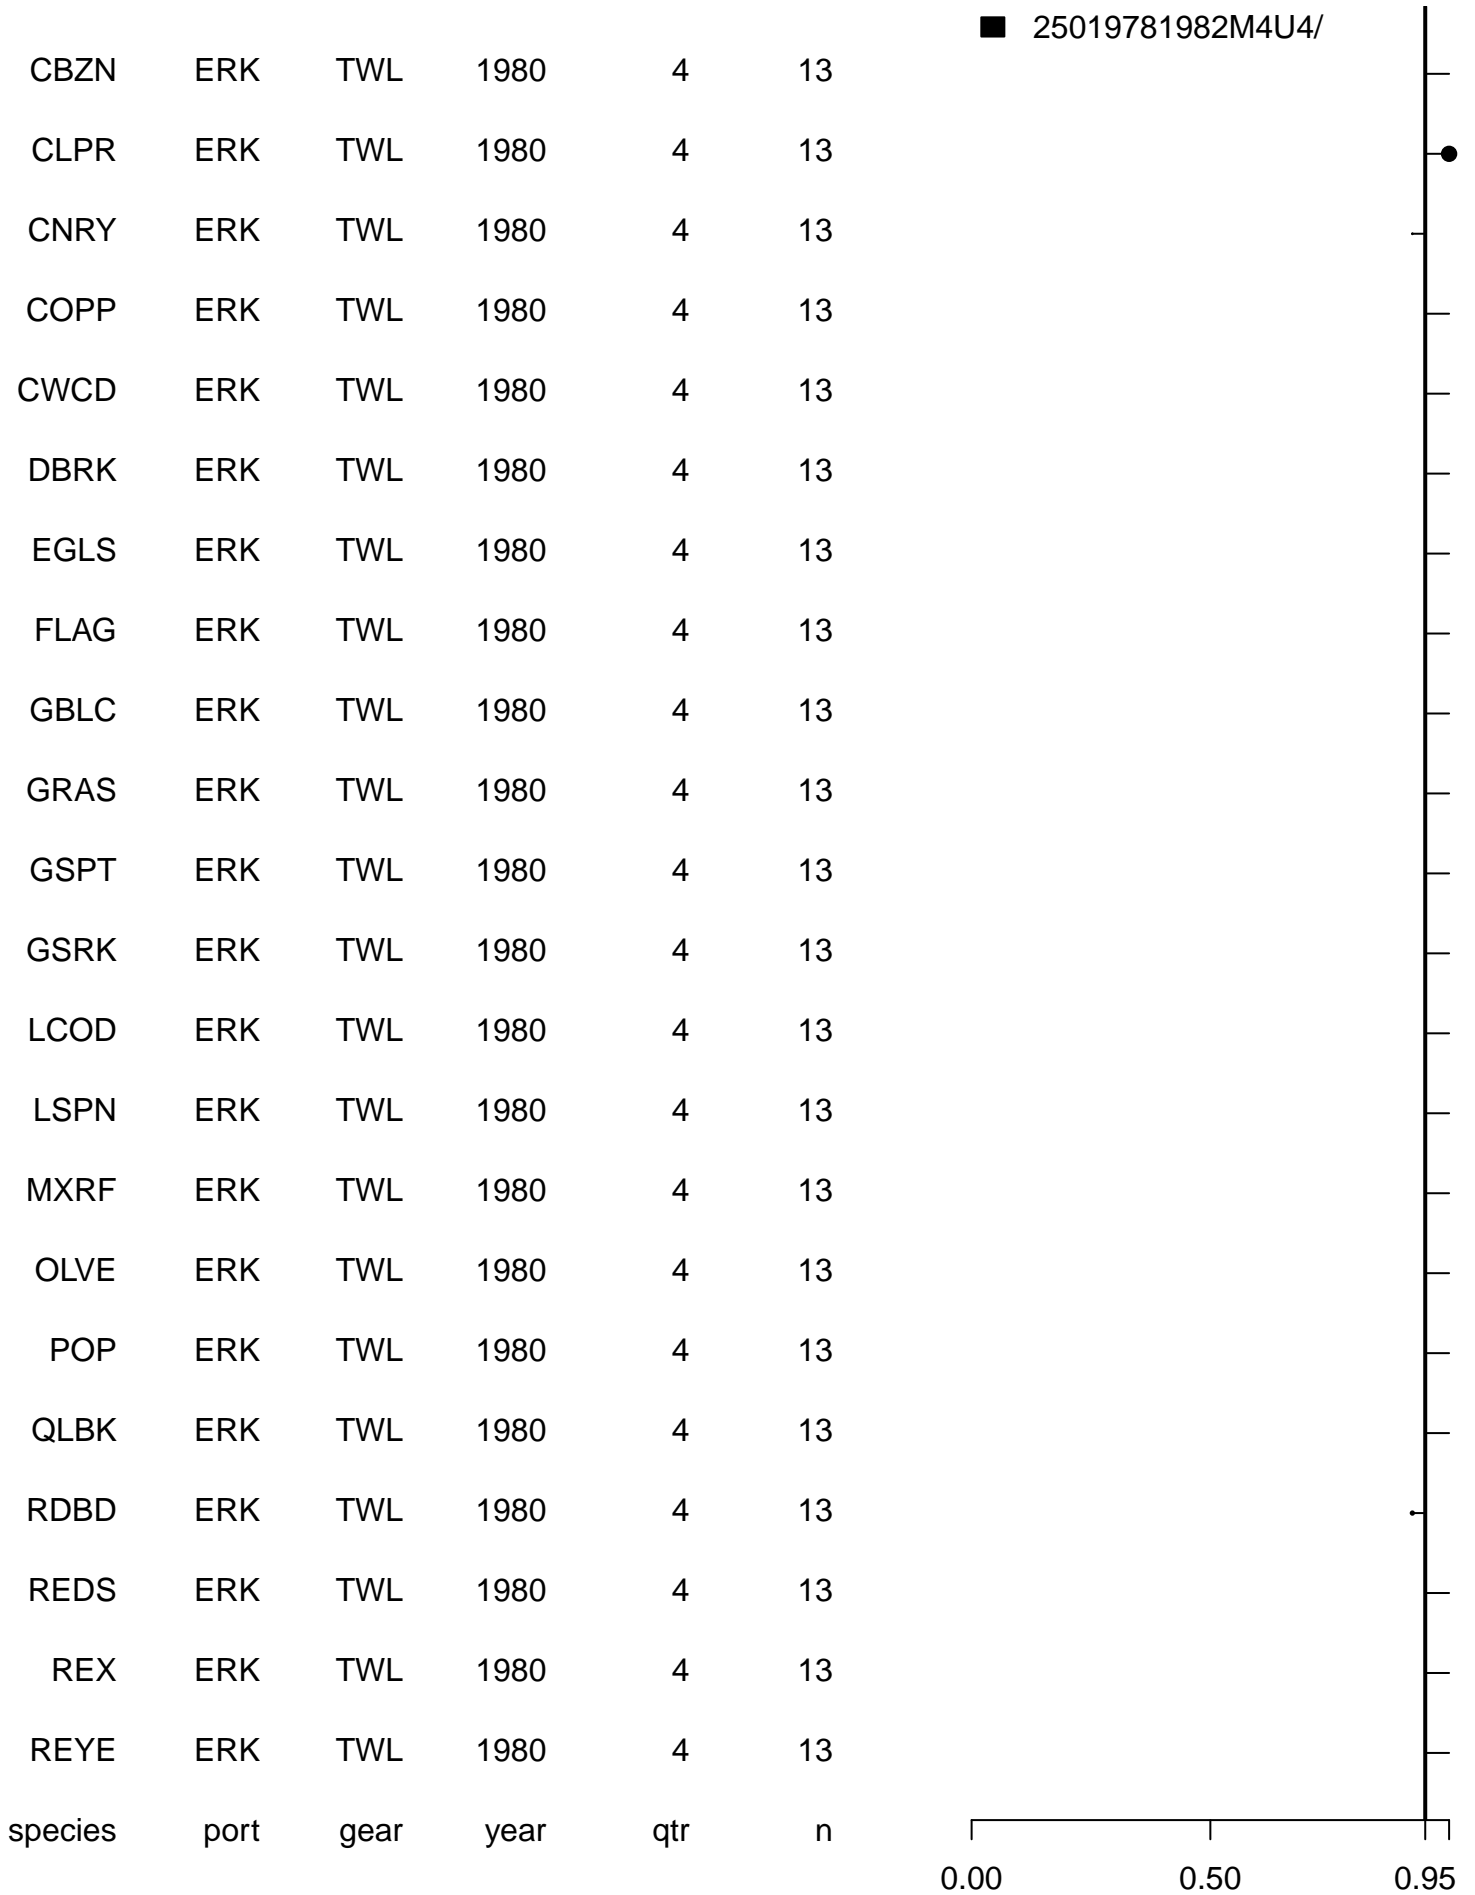 25019781982M4U4/
CBZN ERK TWL 1980 4 13
CLPR ERK TWL 1980 4 13
CNRY ERK TWL 1980 4 13
COPP ERK TWL 1980 4 13
CWCD ERK TWL 1980 4 13
DBRK ERK TWL 1980 4 13
EGLS ERK TWL 1980 4 13
FLAG ERK TWL 1980 4 13
GBLC ERK TWL 1980 4 13
GRAS ERK TWL 1980 4 13
GSPT ERK TWL 1980 4 13
GSRK ERK TWL 1980 4 13
LCOD ERK TWL 1980 4 13
LSPN ERK TWL 1980 4 13
MXRF ERK TWL 1980 4 13
OLVE ERK TWL 1980 4 13
POP ERK TWL 1980 4 13
QLBK ERK TWL 1980 4 13
RDBD ERK TWL 1980 4 13
REDS ERK TWL 1980 4 13
REX ERK TWL 1980 4 13
REYE ERK TWL 1980 4 13
species port gear year qtr n
0.00 0.50 0.95